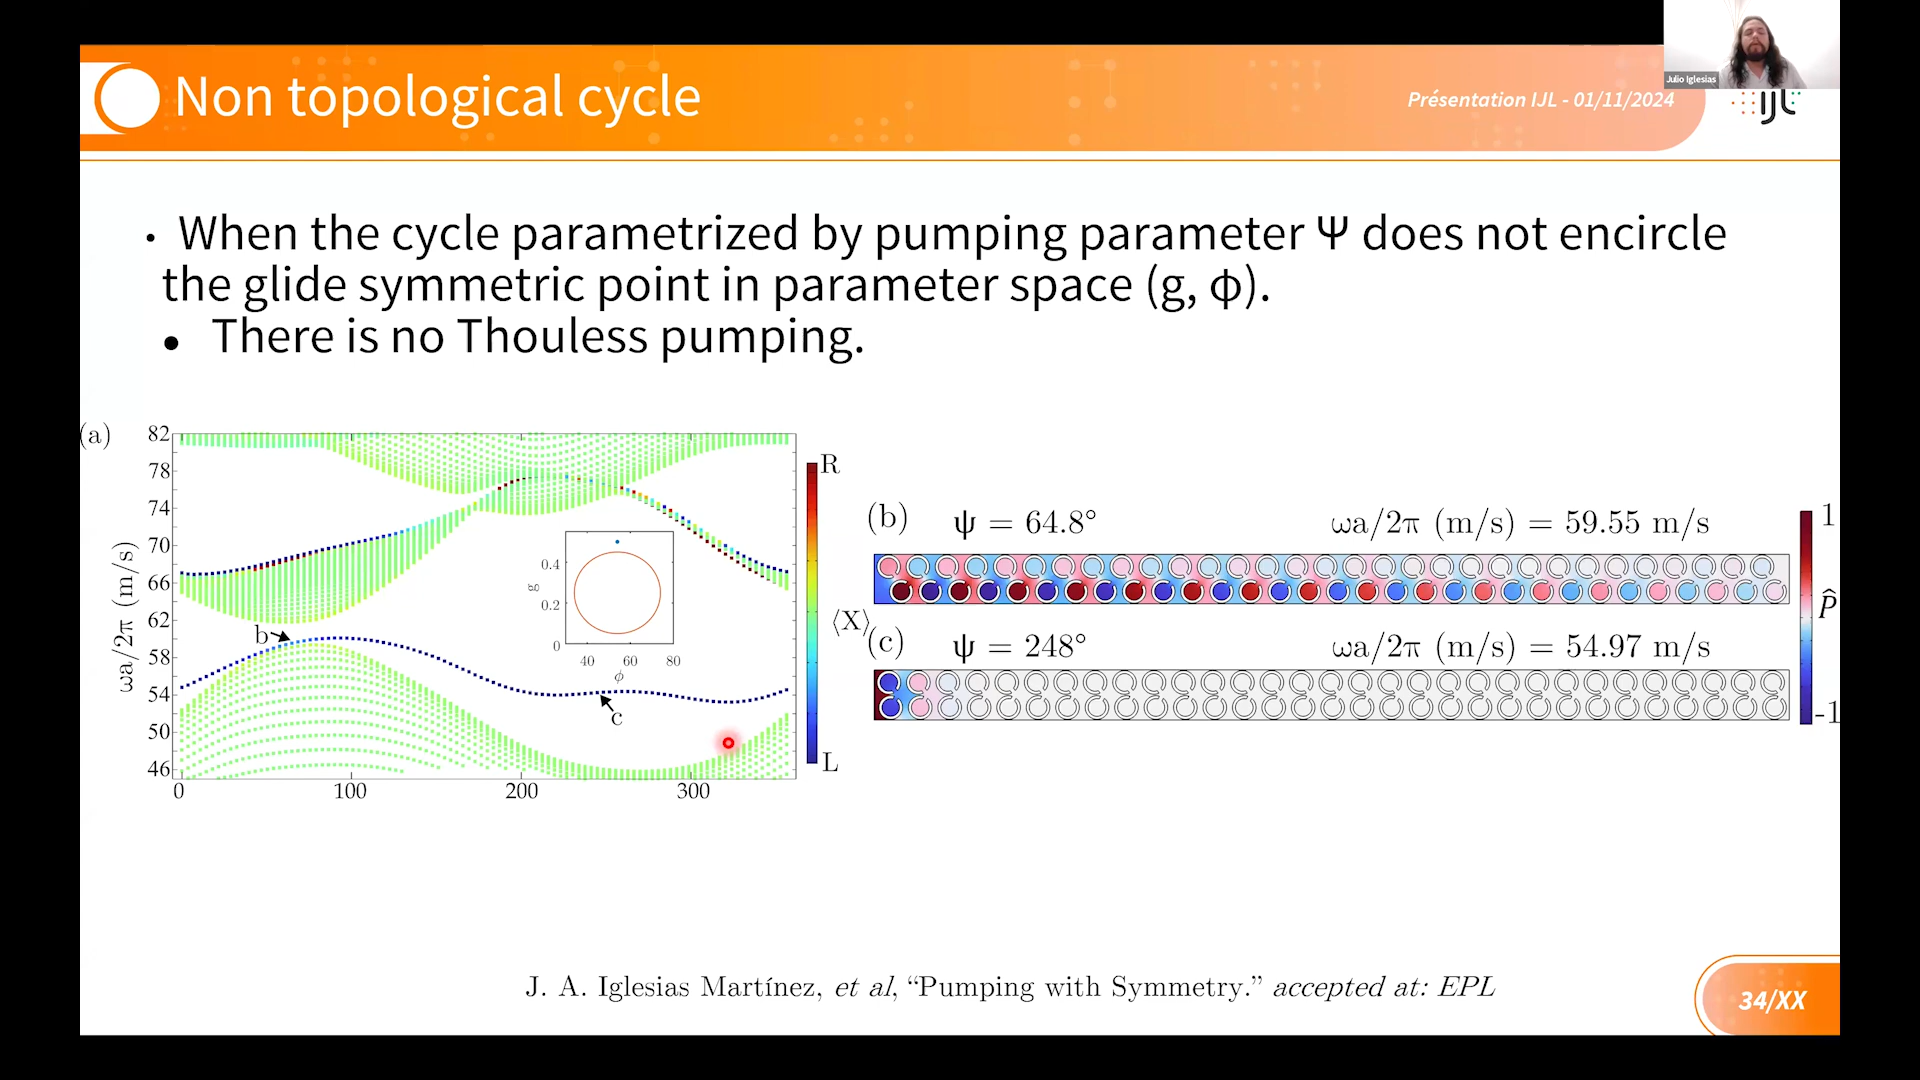 Julio Iglesias
Non topological cycle
Présentation IJL - 01/11/2024
ijL
• When the cycle parametrized by pumping parameter Ψ does not encircle
the glide symmetric point in parameter space (g, ϕ).
• There is no Thouless pumping.
(a)
82
78
74
70
66
62
58
54
50
46
ωa/2π (m/s)
0
100
200
300
b
c
g
0.4
0.2
0
40
60
80
ϕ
R
⟨X⟩
L
(b) ψ = 64.8° ωa/2π (m/s) = 59.55 m/s
(c) ψ = 248° ωa/2π (m/s) = 54.97 m/s
1
P̂
-1
J. A. Iglesias Martínez, et al, “Pumping with Symmetry.” accepted at: EPL
34/XX